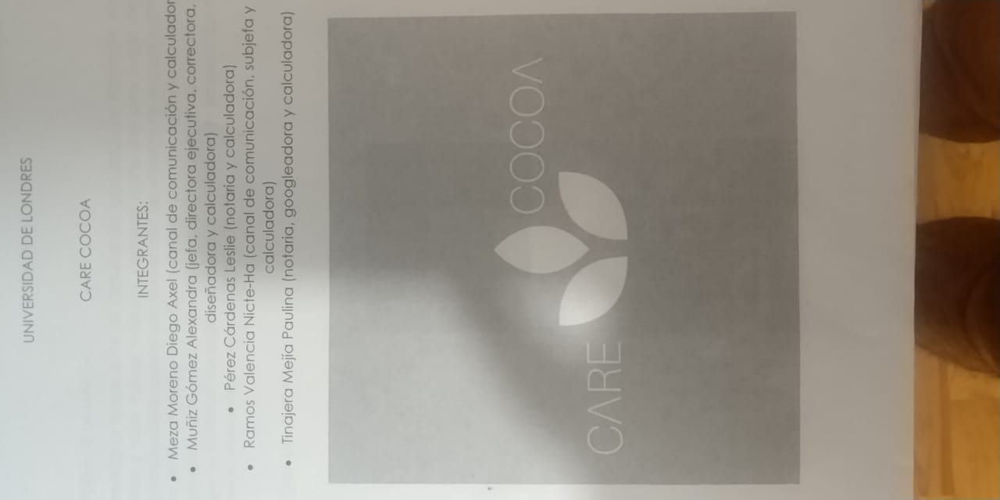 UNIVERSIDAD DE LONDRES
CARE COCOA
INTEGRANTES:
• Meza Moreno Diego Axel (canal de comunicación y calculador
• Muñiz Gómez Alexandra (jefa, directora ejecutiva, correctora,
diseñadora y calculadora)
• Pérez Cárdenas Leslie (notaria y calculadora)
• Ramos Valencia Nicte-Ha (canal de comunicación, subjefa y
calculadora)
• Tinajera Mejía Paulina (notaria, googleadora y calculadora)
CARE
COCOA